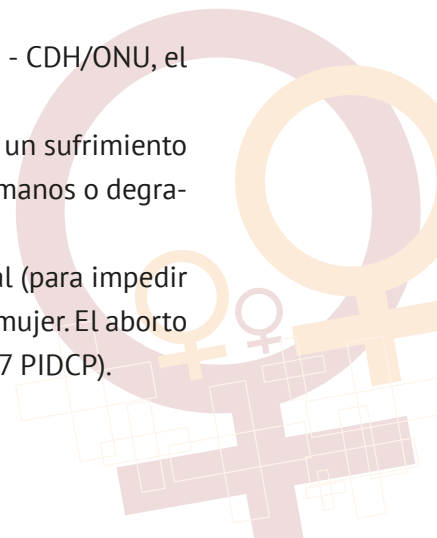 - CDH/ONU, el
un sufrimiento
manos o degra-
al (para impedir
mujer. El aborto
7 PIDCP).